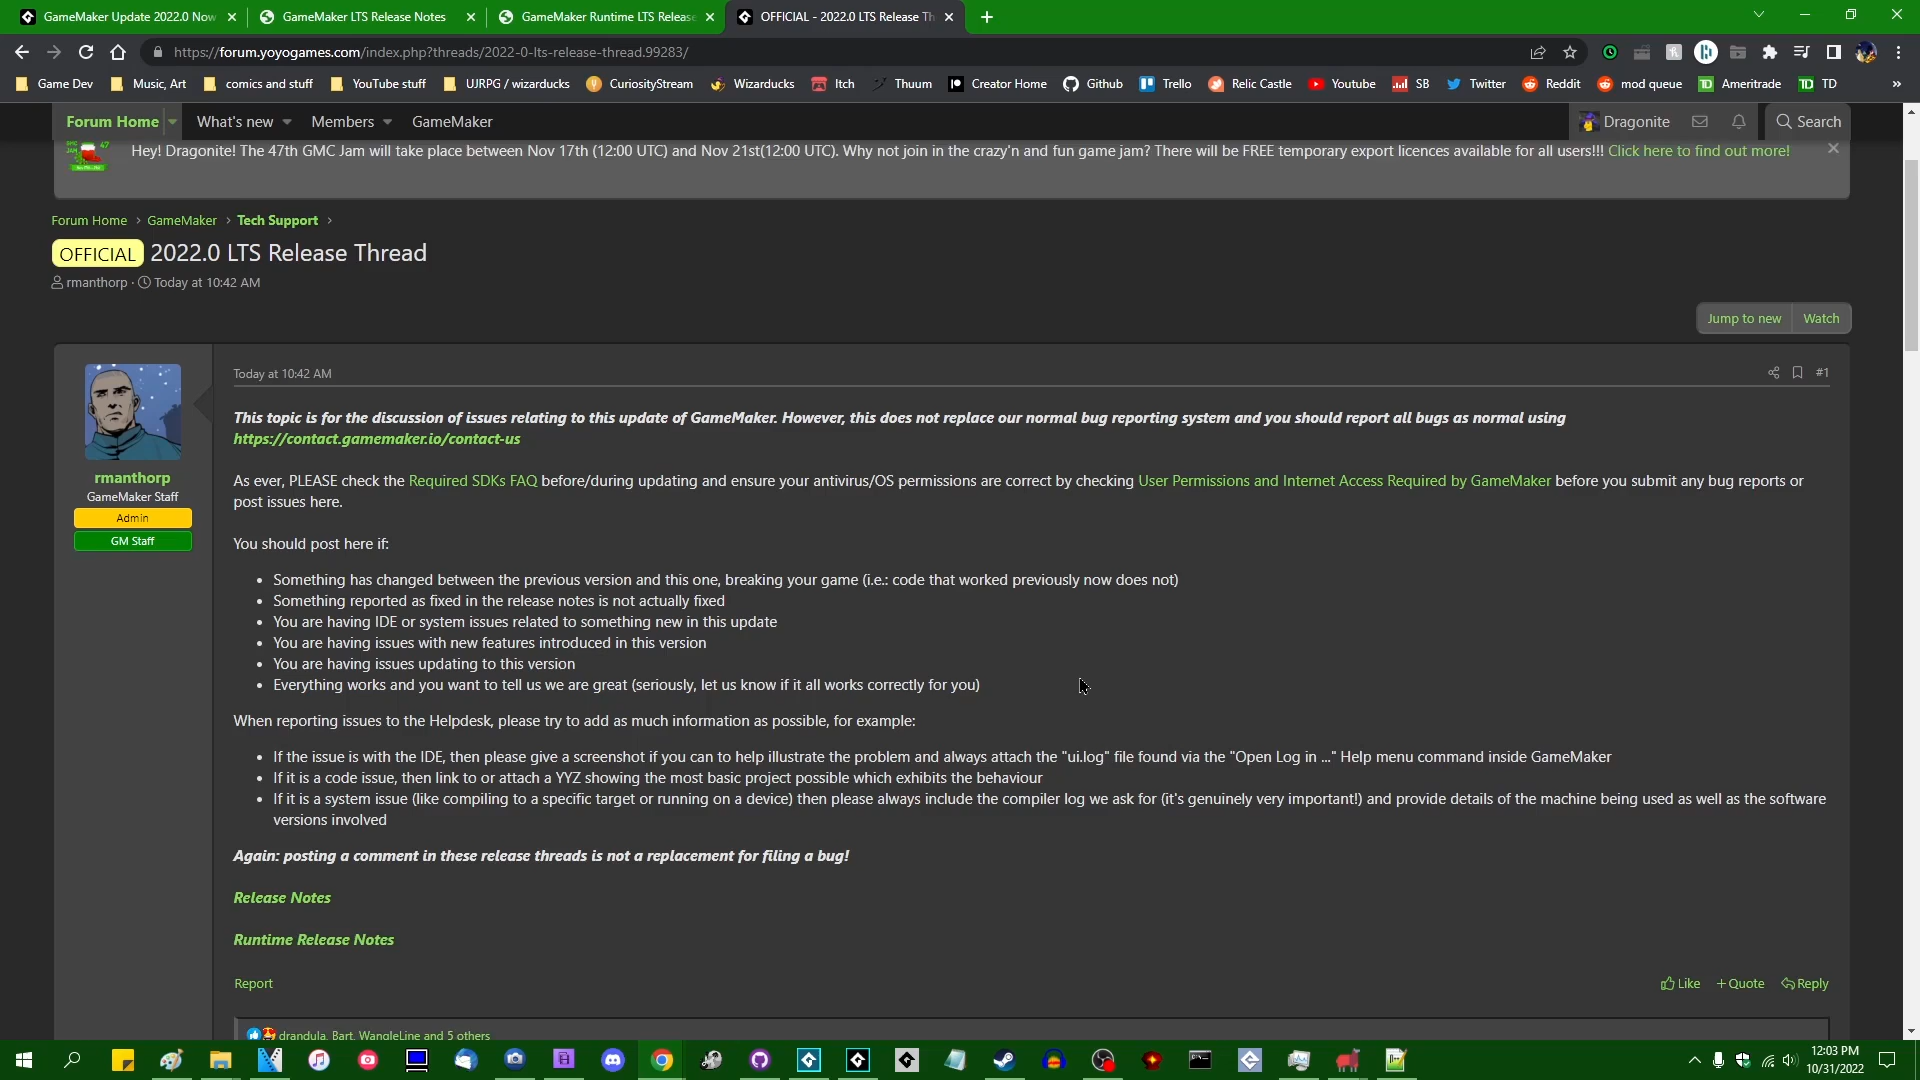 GameMaker Update 2022.0 Now
GameMaker LTS Release Notes
GameMaker Runtime LTS Release
OFFICIAL - 2022.0 LTS Release Th
https://forum.yoyogames.com/index.php?threads/2022-0-lts-release-thread.99283/
Game Dev
Music, Art
comics and stuff
YouTube stuff
UJRPG / wizarducks
CuriosityStream
Wizarducks
Itch
Thuum
Creator Home
Github
Trello
Relic Castle
Youtube
SB
Twitter
Reddit
mod queue
Ameritrade
TD
Forum Home
What's new
Members
GameMaker
Dragonite
Search
Hey! Dragonite! The 47th GMC Jam will take place between Nov 17th (12:00 UTC) and Nov 21st(12:00 UTC). Why not join in the crazy'n and fun game jam? There will be FREE temporary export licences available for all users!!! Click here to find out more!
Forum Home › GameMaker › Tech Support ›
OFFICIAL 2022.0 LTS Release Thread
rmanthorp · Today at 10:42 AM
Jump to new
Watch
Today at 10:42 AM
#1
rmanthorp
GameMaker Staff
Admin
GM Staff
This topic is for the discussion of issues relating to this update of GameMaker. However, this does not replace our normal bug reporting system and you should report all bugs as normal using
https://contact.gamemaker.io/contact-us
As ever, PLEASE check the Required SDKs FAQ before/during updating and ensure your antivirus/OS permissions are correct by checking User Permissions and Internet Access Required by GameMaker before you submit any bug reports or
post issues here.
You should post here if:
• Something has changed between the previous version and this one, breaking your game (i.e.: code that worked previously now does not)
• Something reported as fixed in the release notes is not actually fixed
• You are having IDE or system issues related to something new in this update
• You are having issues with new features introduced in this version
• You are having issues updating to this version
• Everything works and you want to tell us we are great (seriously, let us know if it all works correctly for you)
When reporting issues to the Helpdesk, please try to add as much information as possible, for example:
• If the issue is with the IDE, then please give a screenshot if you can to help illustrate the problem and always attach the "ui.log" file found via the "Open Log in ..." Help menu command inside GameMaker
• If it is a code issue, then link to or attach a YYZ showing the most basic project possible which exhibits the behaviour
• If it is a system issue (like compiling to a specific target or running on a device) then please always include the compiler log we ask for (it's genuinely very important!) and provide details of the machine being used as well as the software
versions involved
Again: posting a comment in these release threads is not a replacement for filing a bug!
Release Notes
Runtime Release Notes
Report
Like
+Quote
Reply
drandula, Bart, WangleLine and 5 others
12:03 PM
10/31/2022